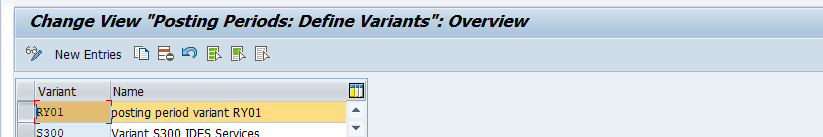 Change View "Posting Periods: Define Variants": Overview
New Entries
Variant Name
RY01 posting period variant RY01
S300 Variant S300 IDES Services